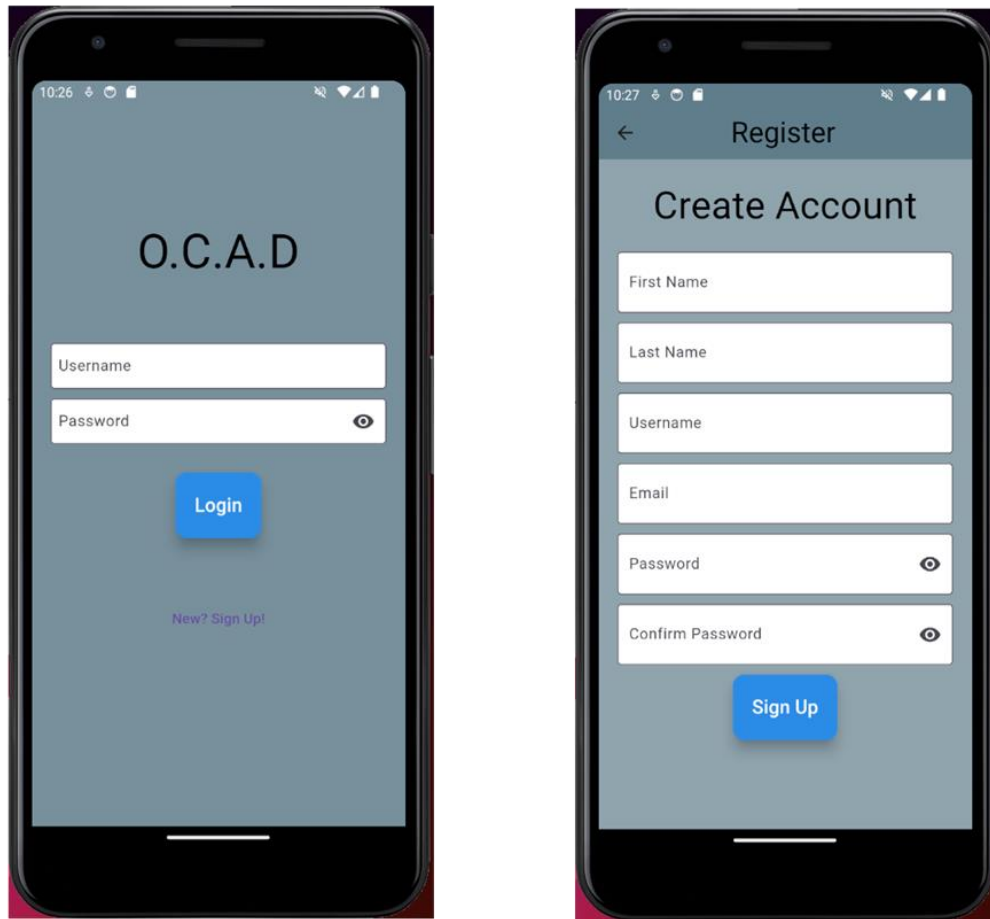 10:26
O.C.A.D
Username
Password
Login
New? Sign Up!
10:27
Register
Create Account
First Name
Last Name
Username
Email
Password
Confirm Password
Sign Up